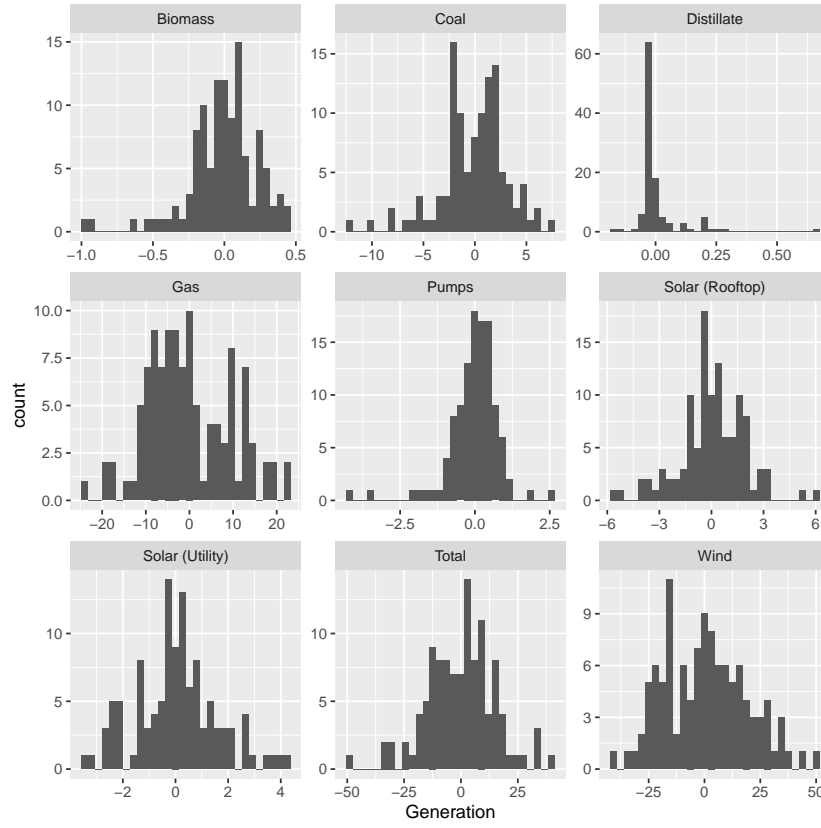 Biomass Coal Distillate
15
10
5
0
−1.0 −0.5 0.0 0.5
15
10
5
0
−10 −5 0 5
60
40
20
0
0.00 0.25 0.50
Gas Pumps Solar (Rooftop)
10.0
7.5
5.0
2.5
0.0
−20 −10 0 10 20
15
10
5
0
−2.5 0.0 2.5
15
10
5
0
−6 −3 0 3 6
Solar (Utility) Total Wind
10
5
0
−2 0 2 4
10
5
0
−50 −25 0 25
9
6
3
0
−25 0 25 50
count
Generation